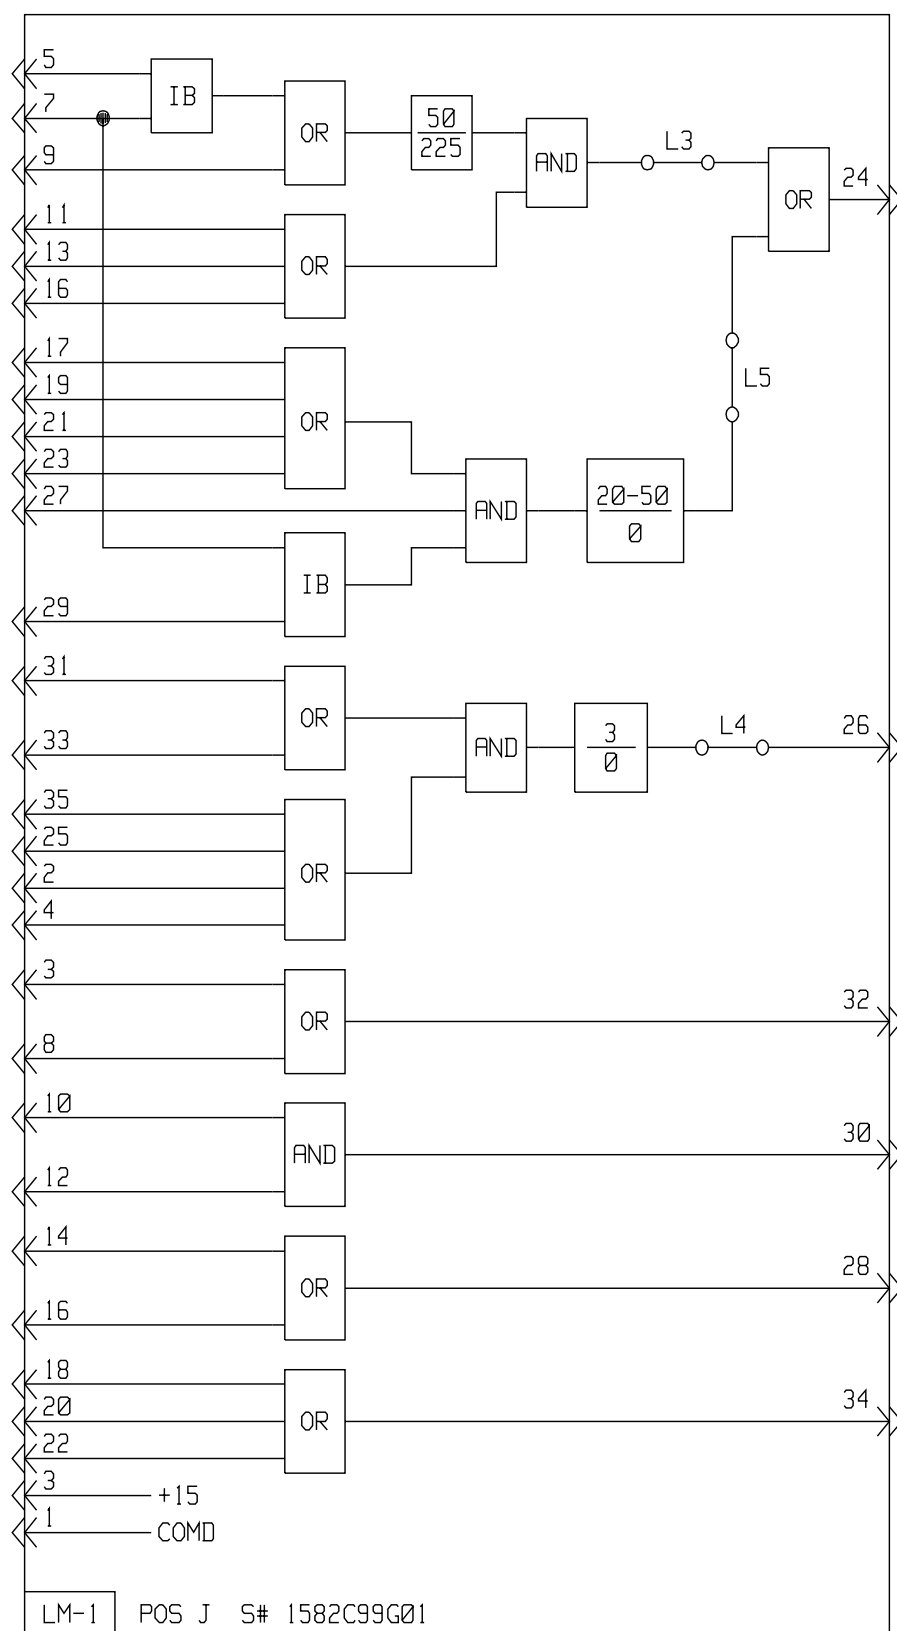 5
IB
7
OR
50
225
9
AND
L3
OR
24
11
13
OR
16
17
19
OR
21
23
27
AND
20-50
0
L5
IB
29
31
OR
33
AND
3
0
L4
26
35
25
OR
2
4
3
OR
32
8
10
AND
30
12
14
OR
28
16
18
20
OR
34
22
3 +15
1 COMD
LM-1 POS J S# 1582C99G01